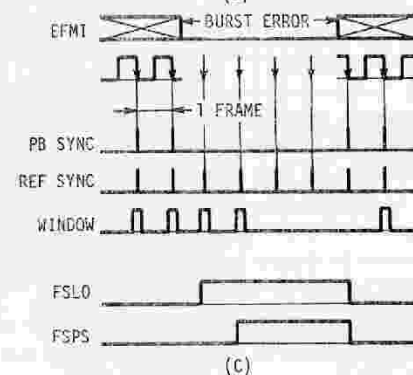 EFMI
BURST ERROR
1 FRAME
PB SYNC
REF SYNC
WINDOW
FSLO
FSPS
(C)